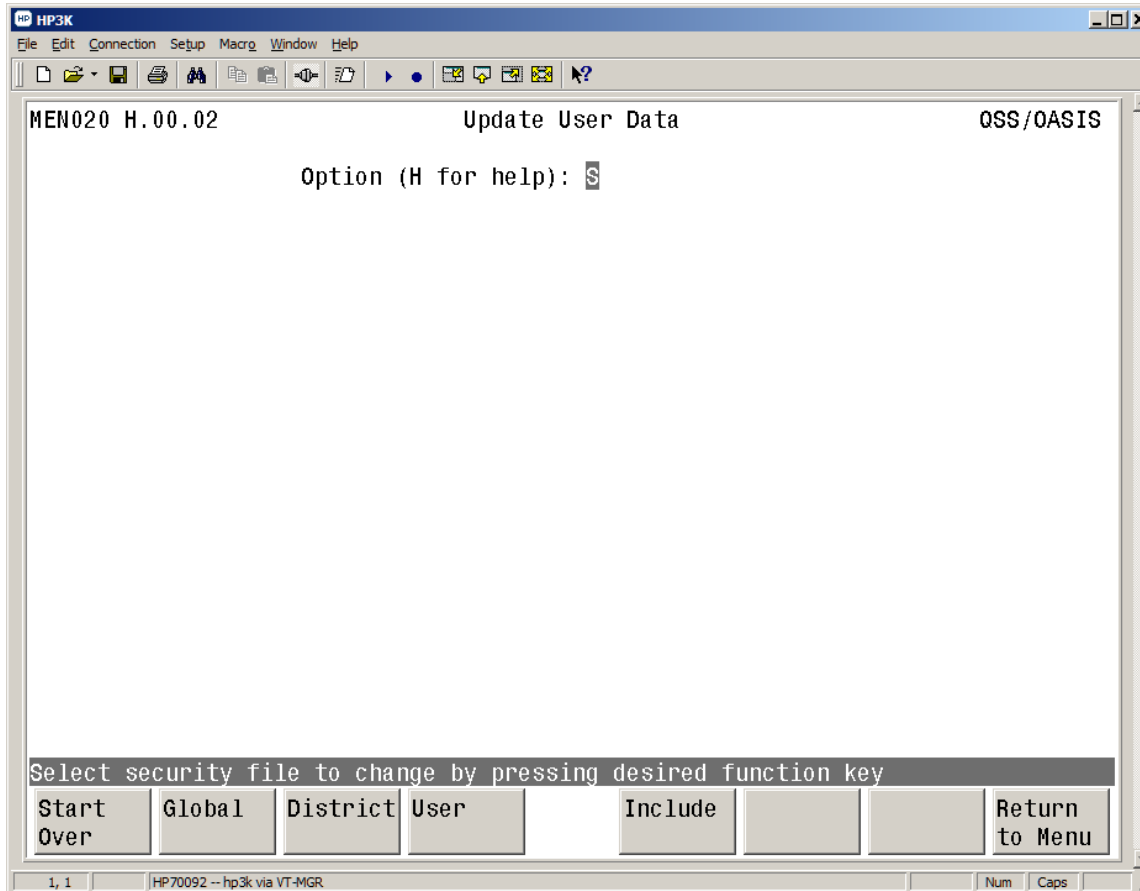 HP HP3K
File Edit Connection Setup Macro Window Help
MEN020 H.00.02 Update User Data QSS/OASIS
Option (H for help): S
Select security file to change by pressing desired function key
Start Over Global District User Include Return to Menu
1, 1 HP70092 -- hp3k via VT-MGR Num Caps